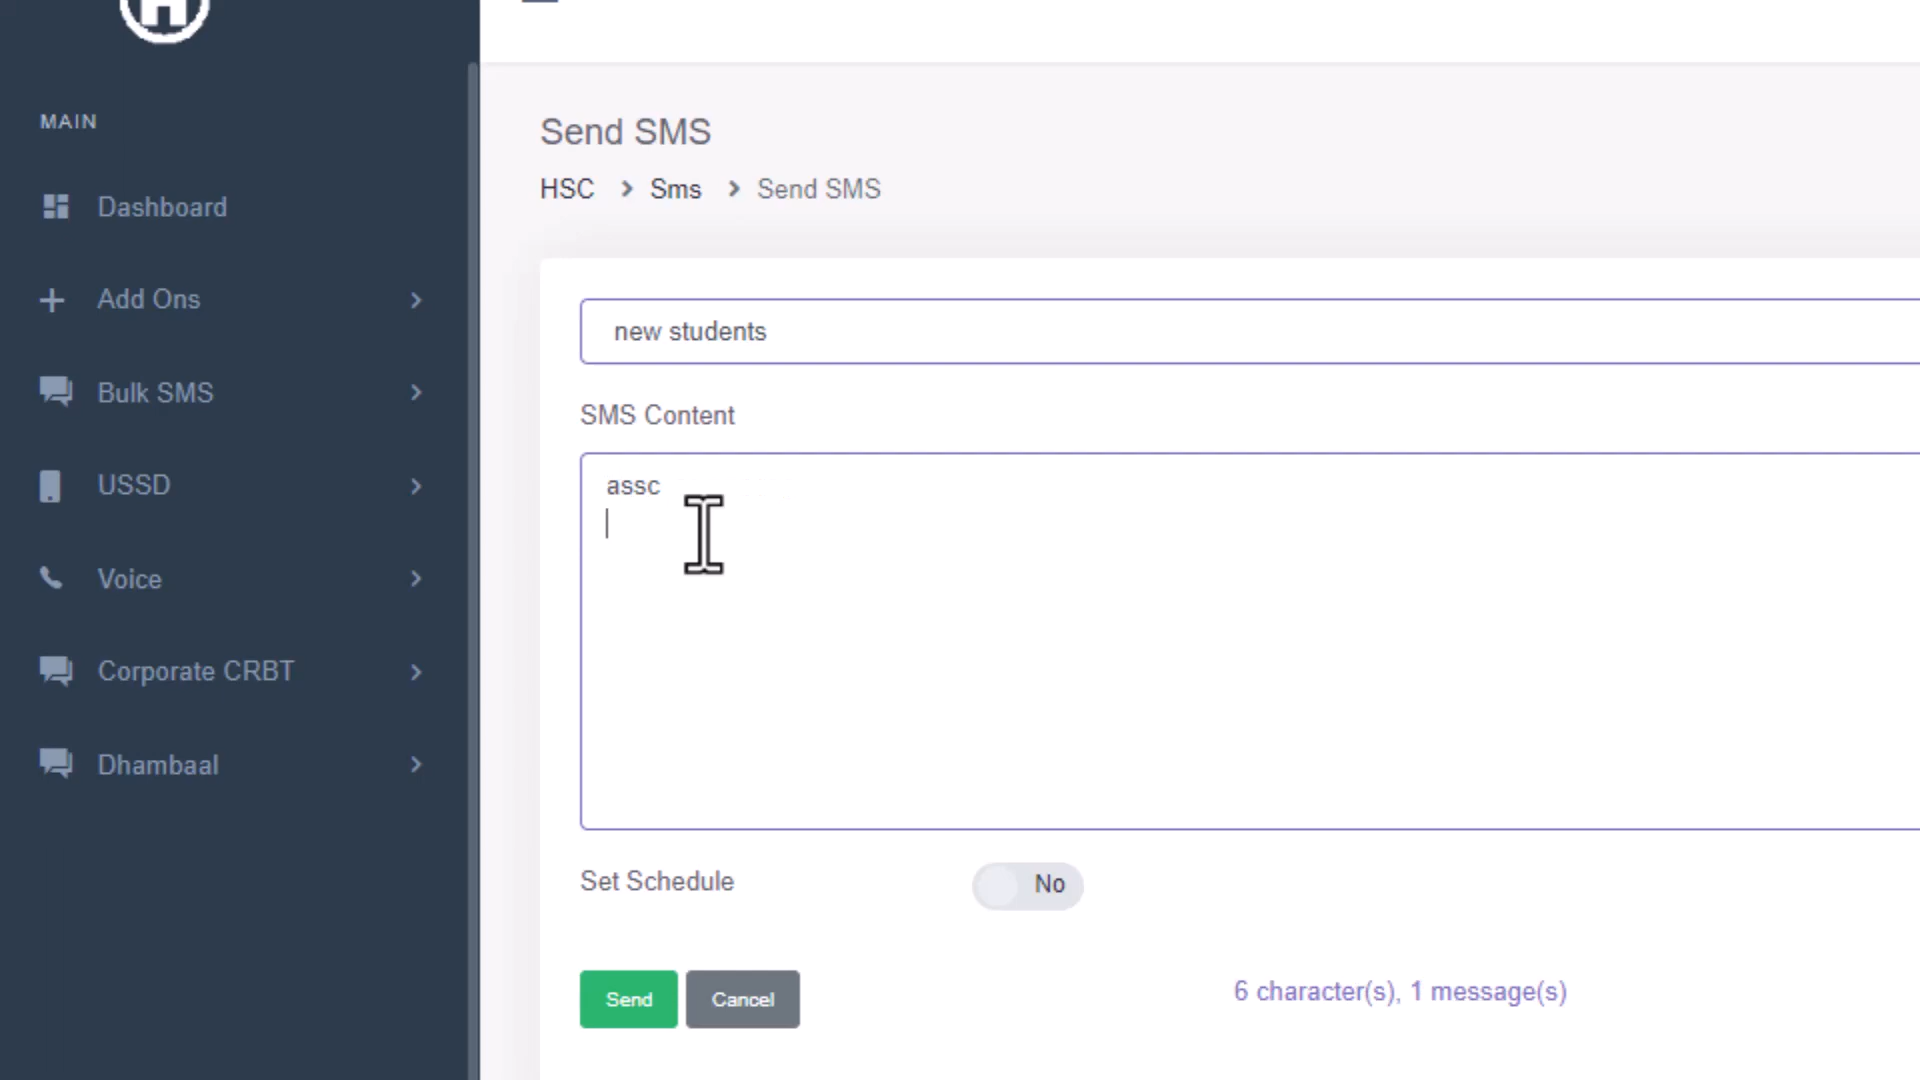 H
MAIN
Dashboard
Add Ons
Bulk SMS
USSD
Voice
Corporate CRBT
Dhambaal
Send SMS
HSC > Sms > Send SMS
new students
SMS Content
assc
Set Schedule No
Send Cancel 6 character(s), 1 message(s)